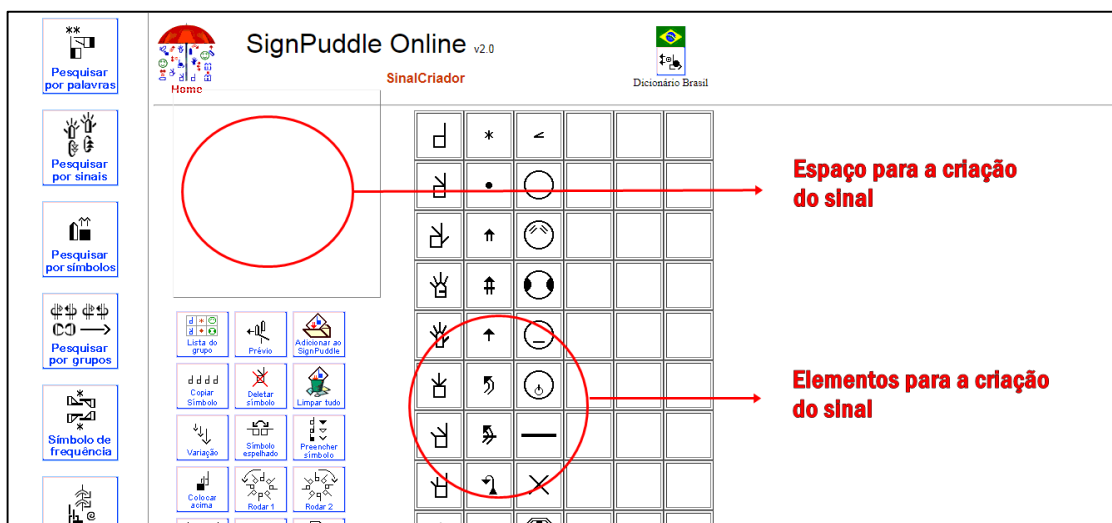 SignPuddle Online v2.0
SinalCriador
Home
Dicionário Brasil
Pesquisar
por palavras
Pesquisar
por sinais
Pesquisar
por símbolos
Pesquisar
por grupos
Símbolo de
frequência
Espaço para a criação
do sinal
Lista do
grupo
Prévio
Adicionar ao
SignPuddle
Copiar
Símbolo
Deletar
símbolo
Limpar tudo
Variação
Símbolo
espelhado
Preencher
símbolo
Colocar
acima
Rodar 1
Rodar 2
Elementos para a criação
do sinal